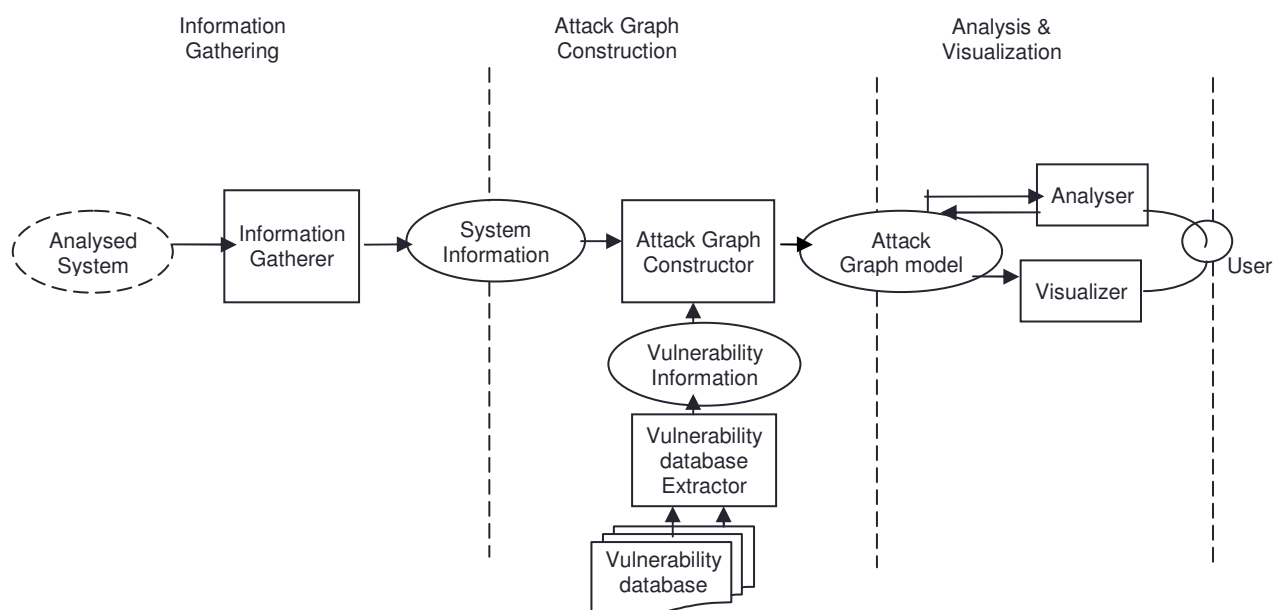 Information
Gathering
Attack Graph
Construction
Analysis &
Visualization
Analysed
System
Information
Gatherer
System
Information
Attack Graph
Constructor
Attack
Graph model
Analyser
Visualizer
User
Vulnerability
Information
Vulnerability
database
Extractor
Vulnerability
database